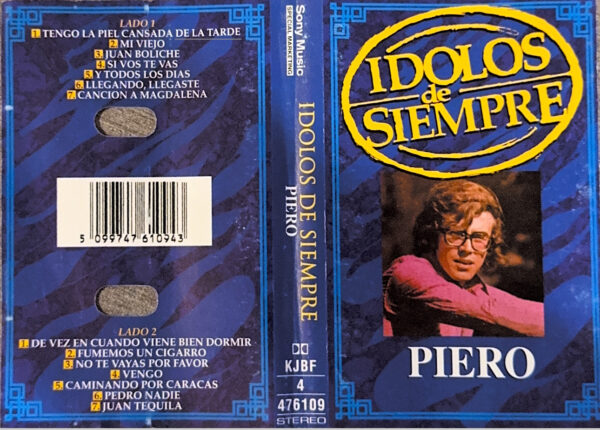 LADO 1
1. TENGO LA PIEL CANSADA DE LA TARDE
2. MI VIEJO
3. JUAN BOLICHE
4. SI VOS TE VAS
5. Y TODOS LOS DIAS
6. LLEGANDO, LLEGASTE
7. CANCION A MAGDALENA
5 099747 610943
LADO 2
1. DE VEZ EN CUANDO VIENE BIEN DORMIR
2. FUMEMOS UN CIGARRO
3. NO TE VAYAS POR FAVOR
4. VENGO
5. CAMINANDO POR CARACAS
6. PEDRO NADIE
7. JUAN TEQUILA
Sony Music
SPECIAL MARKETING
IDOLOS DE SIEMPRE
PIERO
KJBF
4
476109
STEREO
IDOLOS
de
SIEMPRE
PIERO